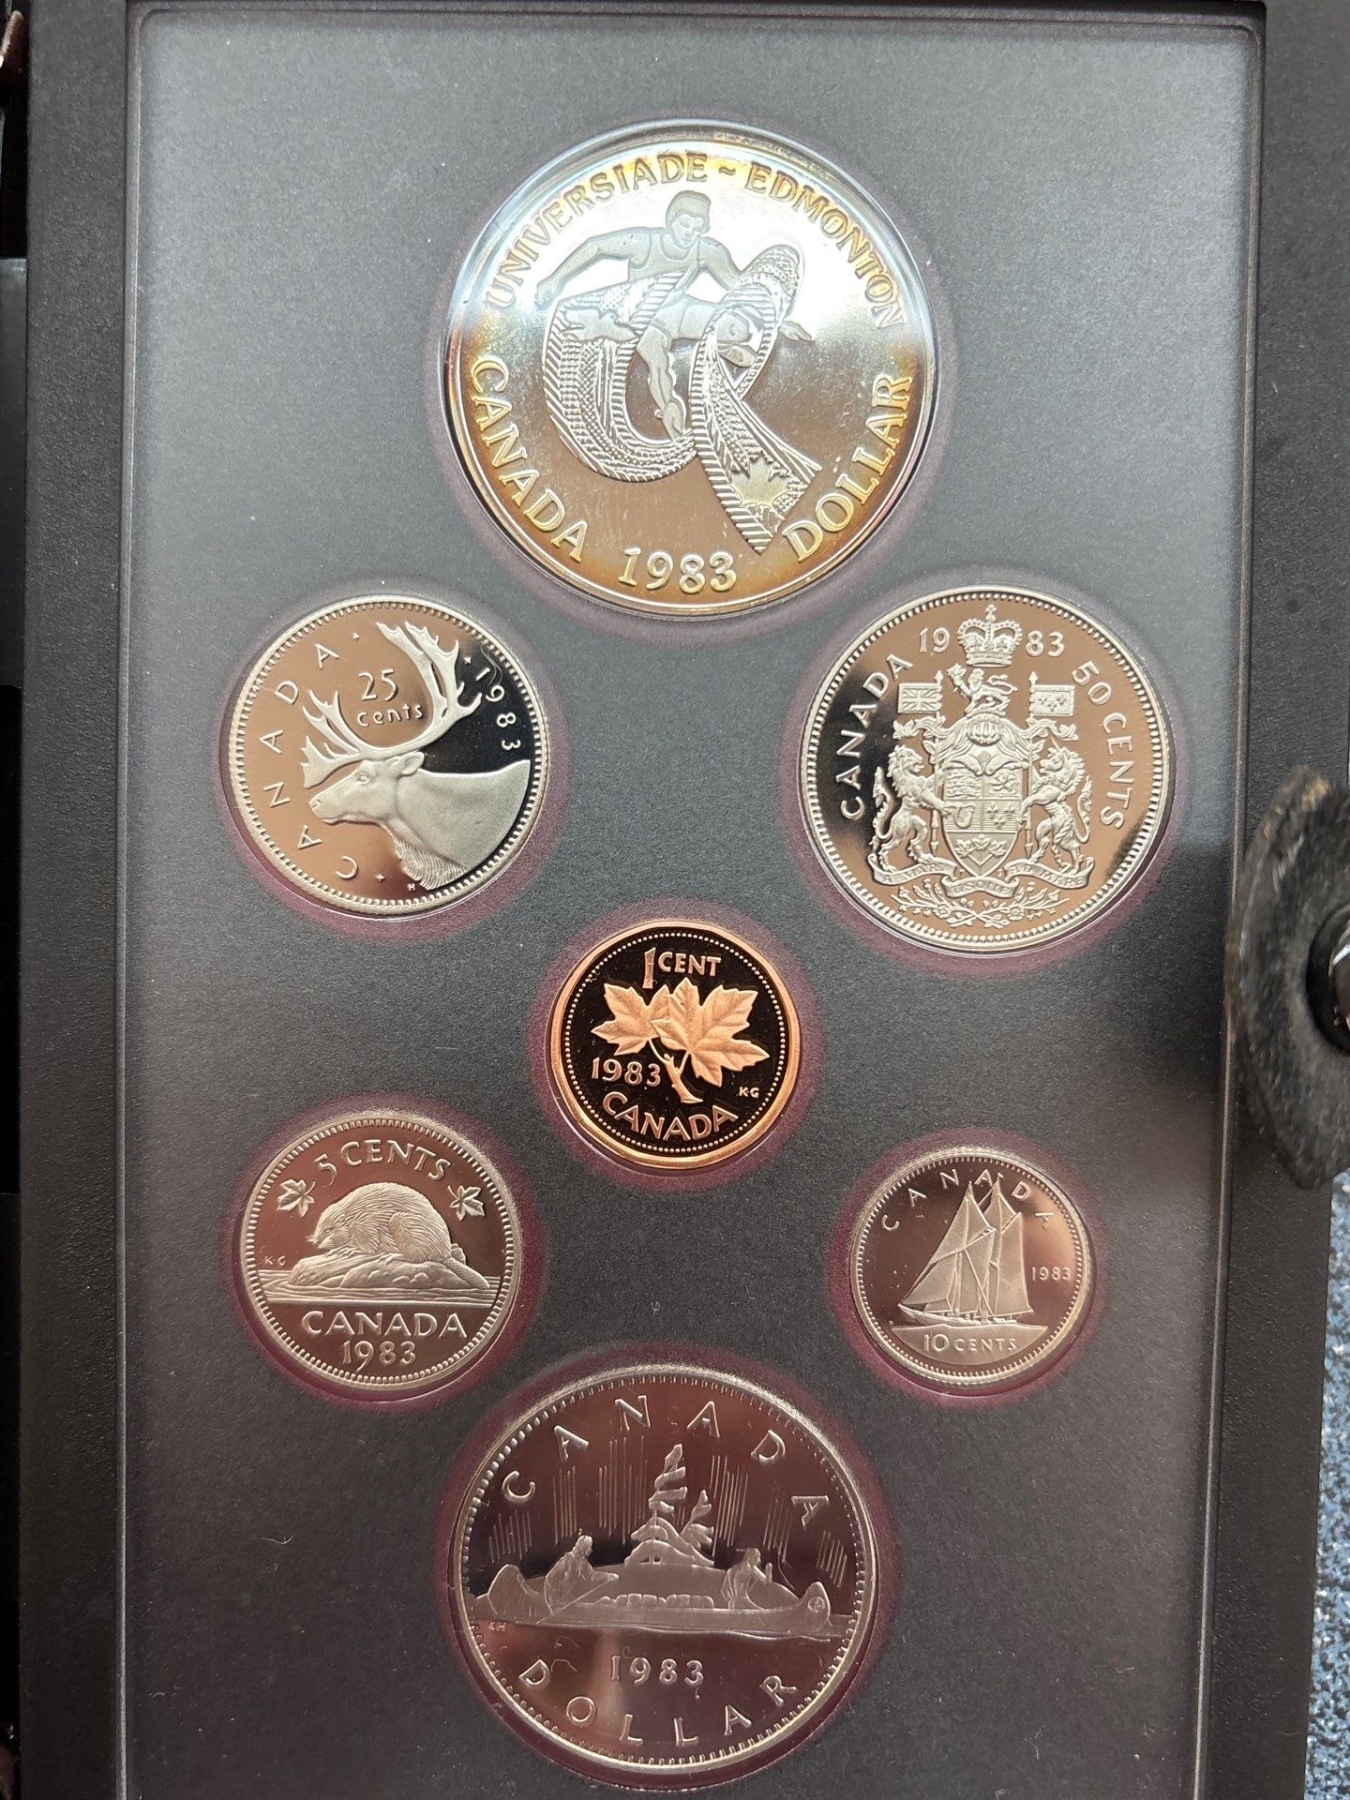 UNIVERSIADE ~ EDMONTON
CANADA 1983 DOLLAR
CANADA · 1983
25
cents
H
1983
CANADA 50 CENTS
1 CENT
1983
KG
CANADA
5 CENTS
KG
CANADA
1983
CANADA
1983
10 CENTS
CANADA
1983
DOLLAR